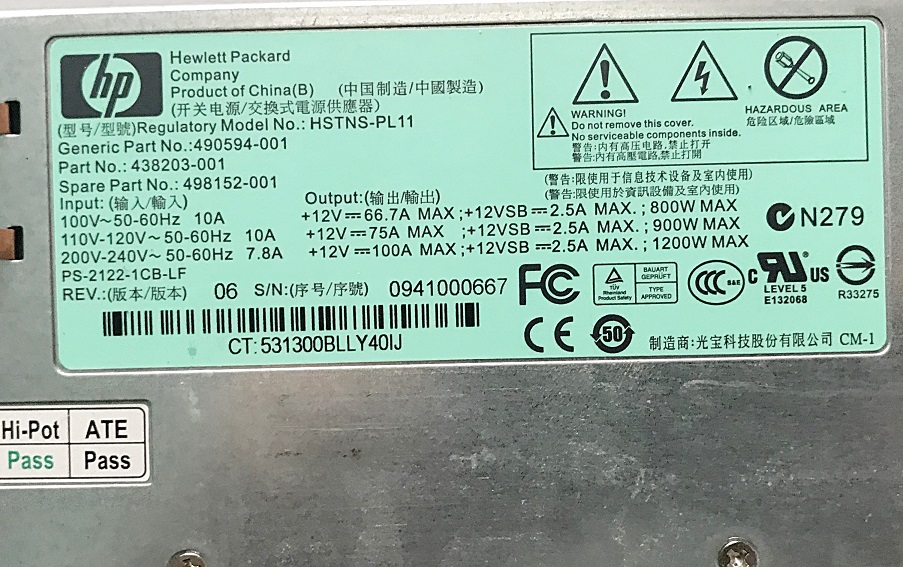 hp
Hewlett Packard
Company
Product of China(B) (中国制造/中國製造)
(开关电源/交換式電源供應器)
(型号/型號)Regulatory Model No.: HSTNS-PL11
Generic Part No.:490594-001
Part No.: 438203-001
Spare Part No.:498152-001
Input: (输入/輸入)
100V~50-60Hz 10A
110V-120V~ 50-60Hz 10A
200V-240V~ 50-60Hz 7.8A
PS-2122-1CB-LF
Output:(输出/輸出)
+12V⎓66.7A MAX ;+12VSB⎓2.5A MAX. ; 800W MAX
+12V⎓75A MAX ;+12VSB⎓2.5A MAX. ; 900W MAX
+12V⎓100A MAX ;+12VSB⎓2.5A MAX. ; 1200W MAX
WARNING!
Do not remove this cover.
No serviceable components inside.
警告:内有高压电路,禁止打开
警告:內有高壓電路,禁止打開
HAZARDOUS AREA
危险区域/危險區域
(警告:限使用于信息技术设备及室内使用)
(警告:限使用於資訊設備及室內使用)
N279
REV.:(版本/版本) 06 S/N:(序号/序號) 0941000667
CT: 531300BLLY40IJ
FC
TÜV
Rheinland
Product Safety
BAUART
GEPRÜFT
TYPE
APPROVED
CCC S&E
c RU US
LEVEL 5
E132068
R33275
CE
50
制造商:光宝科技股份有限公司 CM-1
Hi-Pot ATE
Pass Pass